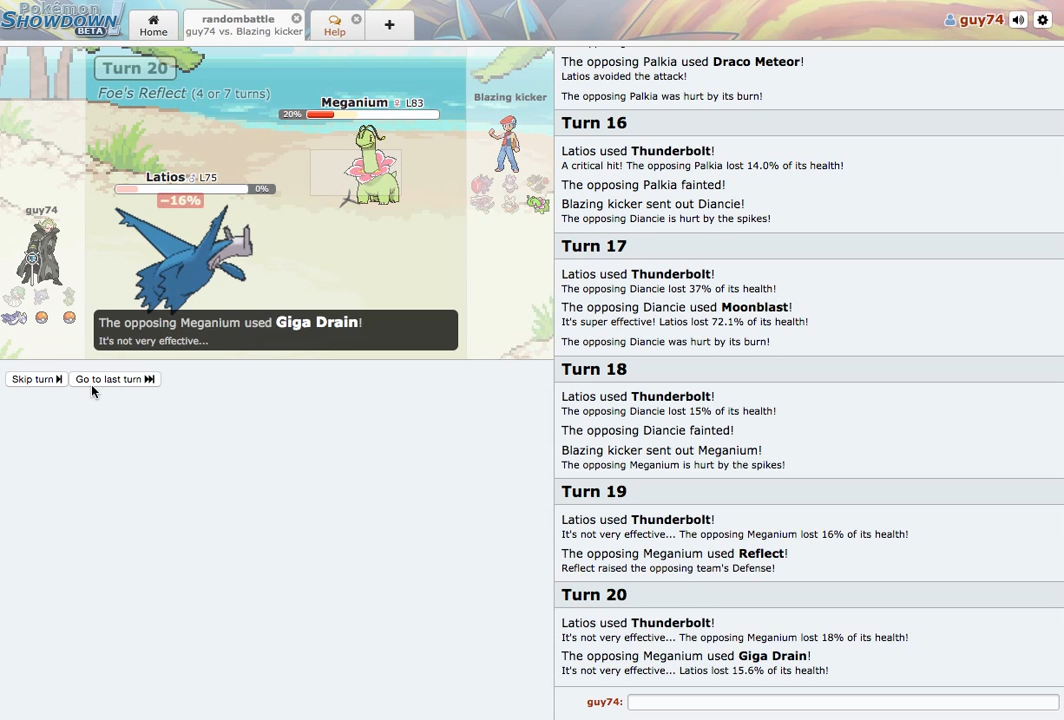 Pokémon
SHOWDOWN!
BETA
Home
randombattle
guy74 vs. Blazing kicker
Help
+
guy74
Turn 20
Foe's Reflect (4 or 7 turns)
Meganium ♀ L83
20%
Blazing kicker
Latios ♂ L75
0%
−16%
guy74
The opposing Meganium used Giga Drain!
It's not very effective...
Skip turn
Go to last turn
The opposing Palkia used Draco Meteor!
Latios avoided the attack!
The opposing Palkia was hurt by its burn!
Turn 16
Latios used Thunderbolt!
A critical hit! The opposing Palkia lost 14.0% of its health!
The opposing Palkia fainted!
Blazing kicker sent out Diancie!
The opposing Diancie is hurt by the spikes!
Turn 17
Latios used Thunderbolt!
The opposing Diancie lost 37% of its health!
The opposing Diancie used Moonblast!
It's super effective! Latios lost 72.1% of its health!
The opposing Diancie was hurt by its burn!
Turn 18
Latios used Thunderbolt!
The opposing Diancie lost 15% of its health!
The opposing Diancie fainted!
Blazing kicker sent out Meganium!
The opposing Meganium is hurt by the spikes!
Turn 19
Latios used Thunderbolt!
It's not very effective... The opposing Meganium lost 16% of its health!
The opposing Meganium used Reflect!
Reflect raised the opposing team's Defense!
Turn 20
Latios used Thunderbolt!
It's not very effective... The opposing Meganium lost 18% of its health!
The opposing Meganium used Giga Drain!
It's not very effective... Latios lost 15.6% of its health!
guy74: